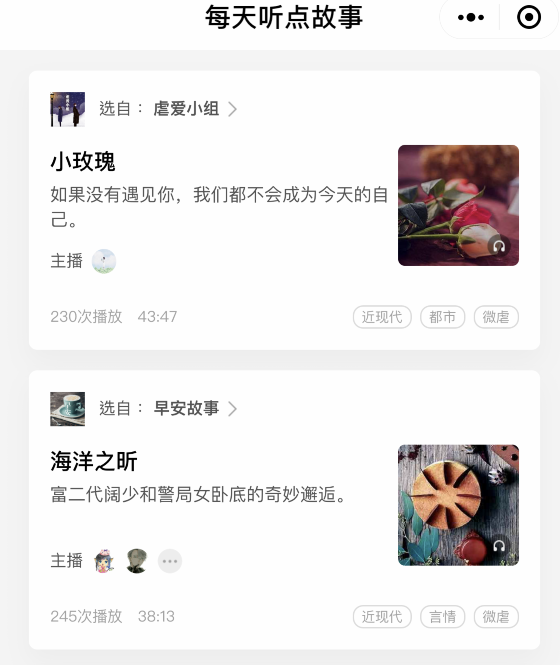 每天听点故事
選自： 虐爱小组
小玫瑰
如果没有遇见你，我们都不会成为今天的自
己。
主播
230次播放 43:47 近现代 都市 微虐
选自： 早安故事
海洋之昕
富二代阔少和警局女卧底的奇妙邂逅。
主播
245次播放 38:13 近现代 言情 微虐